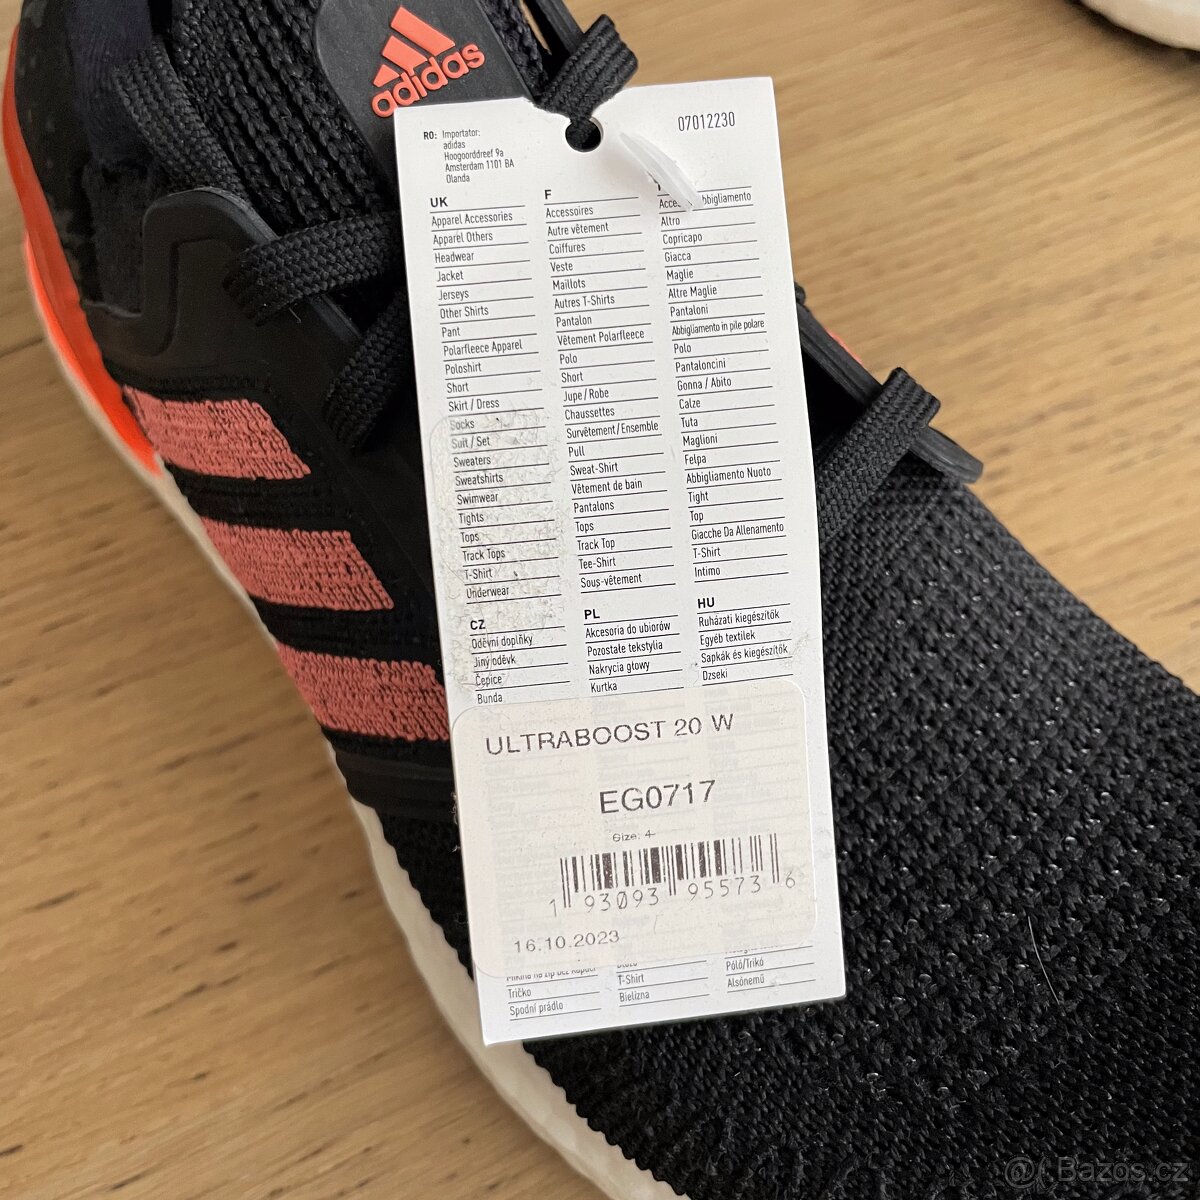 adidas
RO: Importator:
adidas
Hoogoorddreef 9a
Amsterdam 1101 BA
Olanda
07012230
UK
Apparel Accessories
Apparel Others
Headwear
Jacket
Jerseys
Other Shirts
Pant
Polarfleece Apparel
Poloshirt
Short
Skirt / Dress
Socks
Suit / Set
Sweaters
Sweatshirts
Swimwear
Tights
Tops
Track Tops
T-Shirt
Underwear
F
Accessoires
Autre vêtement
Coiffures
Veste
Maillots
Autres T-Shirts
Pantalon
Vêtement Polarfleece
Polo
Short
Jupe / Robe
Chaussettes
Survêtement/Ensemble
Pull
Sweat-Shirt
Vêtement de bain
Pantalons
Tops
Track Top
Tee-Shirt
Sous-vêtement
Altro
Copricapo
Giacca
Maglie
Altre Maglie
Pantaloni
Abbigliamento in pile polare
Polo
Pantaloncini
Gonna / Abito
Calze
Tuta
Maglioni
Felpa
Abbigliamento Nuoto
Tight
Top
Giacche Da Allenamento
T-Shirt
Intimo
CZ
Oděvní doplňky
Jiný oděvk
Čepice
Bunda
PL
Akcesoria do ubiorów
Pozostałe tekstylia
Nakrycia głowy
Kurtka
HU
Ruházati kiegészítők
Egyéb textilek
Sapkák és kiegészítők
Dzseki
ULTRABOOST 20 W
EG0717
Size: 4-
1 93093 95573 6
16.10.2023
Tričko
Spodní prádlo
T-Shirt
Bielizna
Póló/Trikó
Alsónemű
Bazos.cz